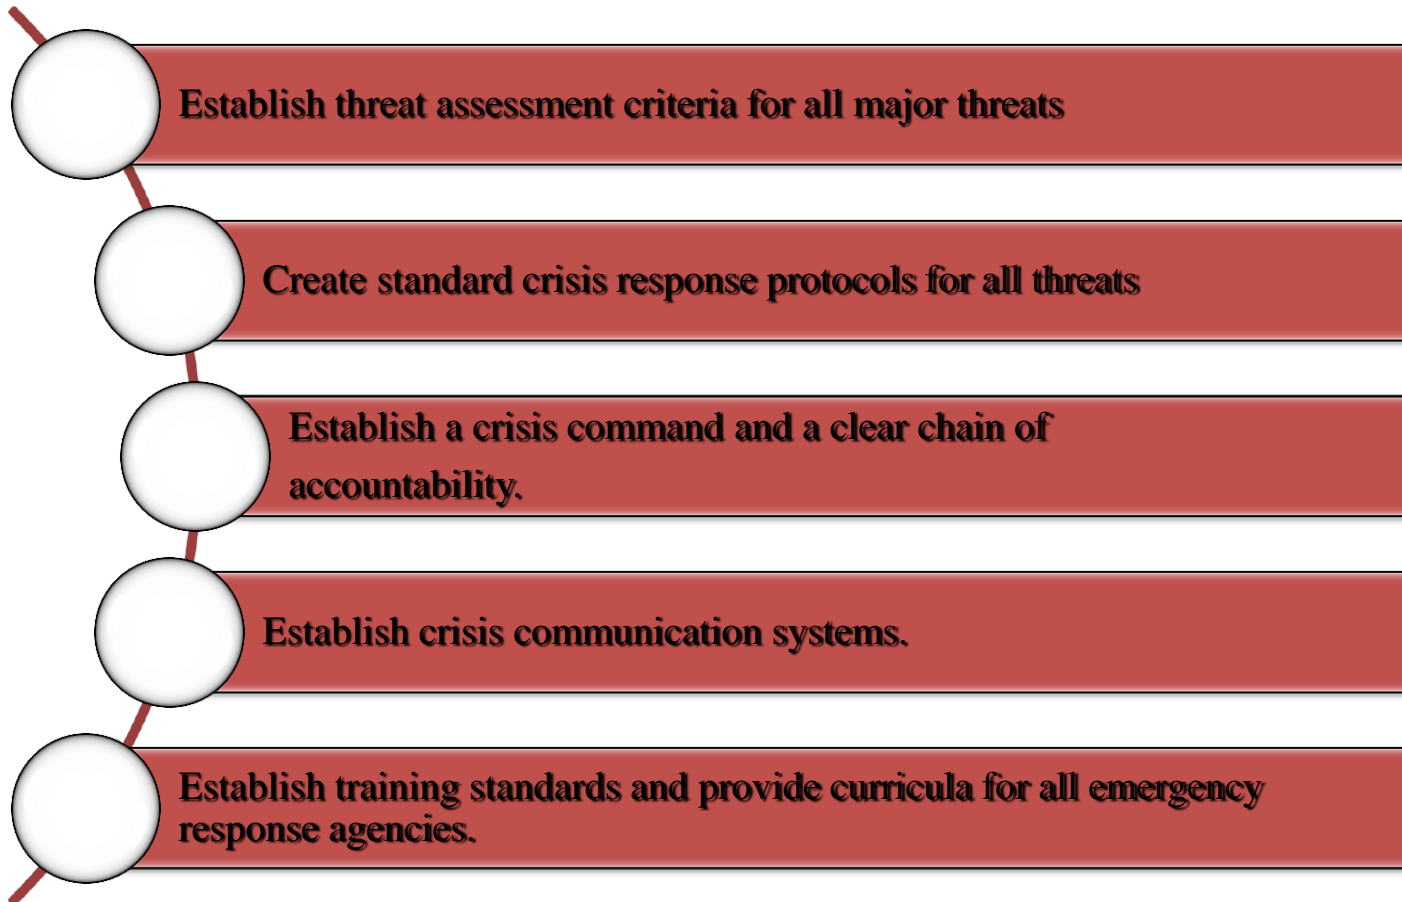 Establish threat assessment criteria for all major threats
Create standard crisis response protocols for all threats
Establish a crisis command and a clear chain of
accountability.
Establish crisis communication systems.
Establish training standards and provide curricula for all emergency
response agencies.